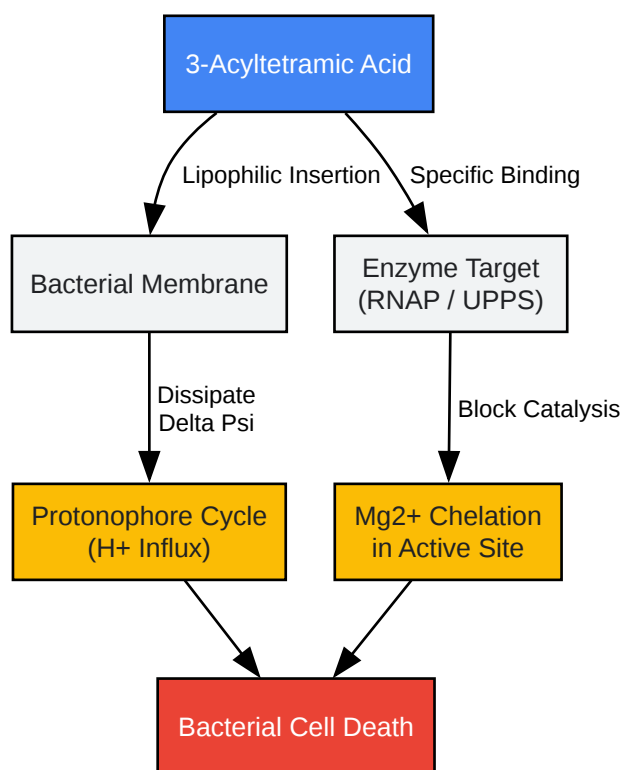 3-Acyltetramic Acid
Lipophilic Insertion
Specific Binding
Bacterial Membrane
Enzyme Target
(RNAP / UPPS)
Dissipate
Delta Psi
Block Catalysis
Protonophore Cycle
(H+ Influx)
Mg2+ Chelation
in Active Site
Bacterial Cell Death